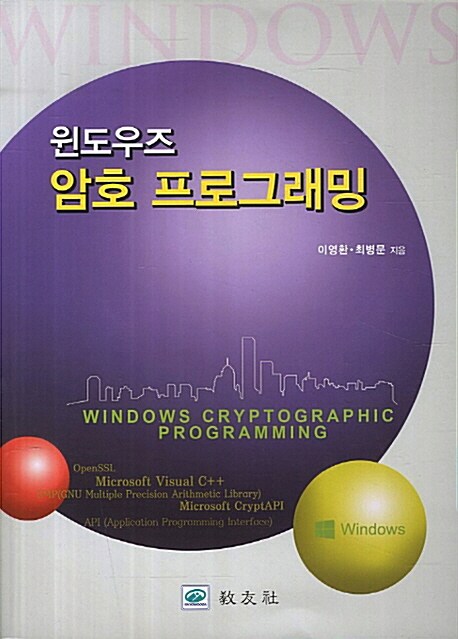 WINDOWS
윈도우즈
암호 프로그래밍
이영환·최병문 지음
WINDOWS CRYPTOGRAPHIC
PROGRAMMING
OpenSSL
Microsoft Visual C++
(GNU Multiple Precision Arithmetic Library)
Microsoft CryptAPI
API (Application Programming Interface)
Windows
敎友社